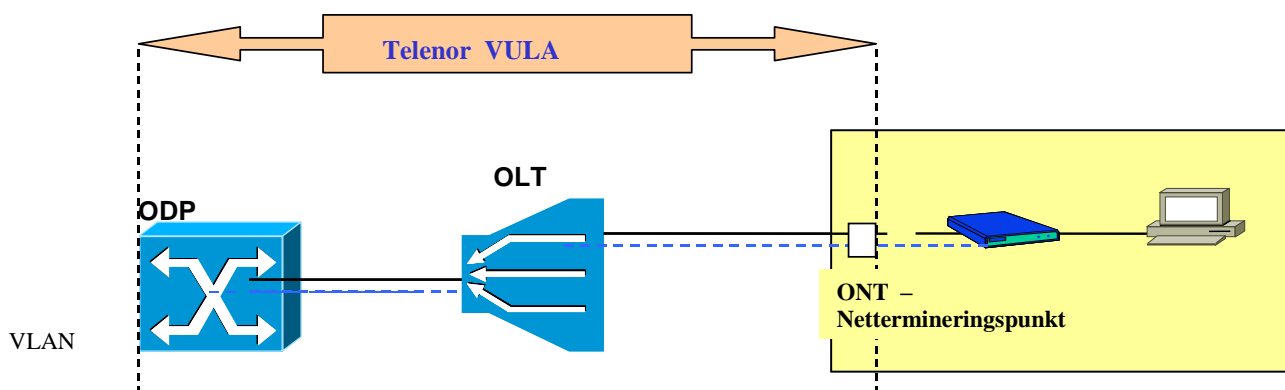 Telenor VULA
OLT
ODP
ONT –
Nettermineringspunkt
VLAN